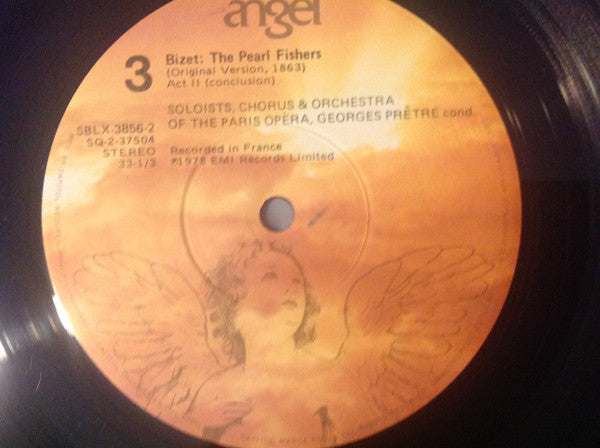 angel
3
Bizet: The Pearl Fishers
(Original Version, 1863)
Act II (conclusion)
SOLOISTS, CHORUS & ORCHESTRA
OF THE PARIS OPERA, GEORGES PRÊTRE cond.
SBLX-3856-2
SQ-2-37504
STEREO
33-1/3
Recorded in France
℗1978 EMI Records Limited